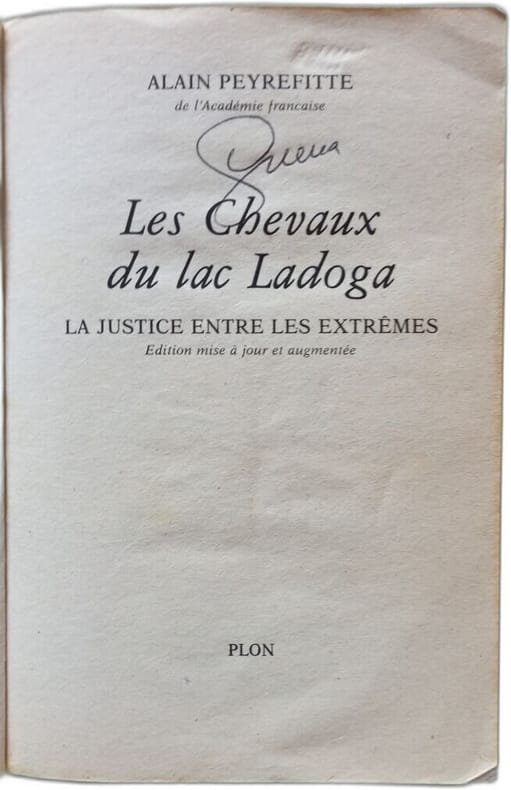 ALAIN PEYREFITTE
de l'Académie francaise
Les Chevaux
du lac Ladoga
LA JUSTICE ENTRE LES EXTRÊMES
Edition mise à jour et augmentée
PLON